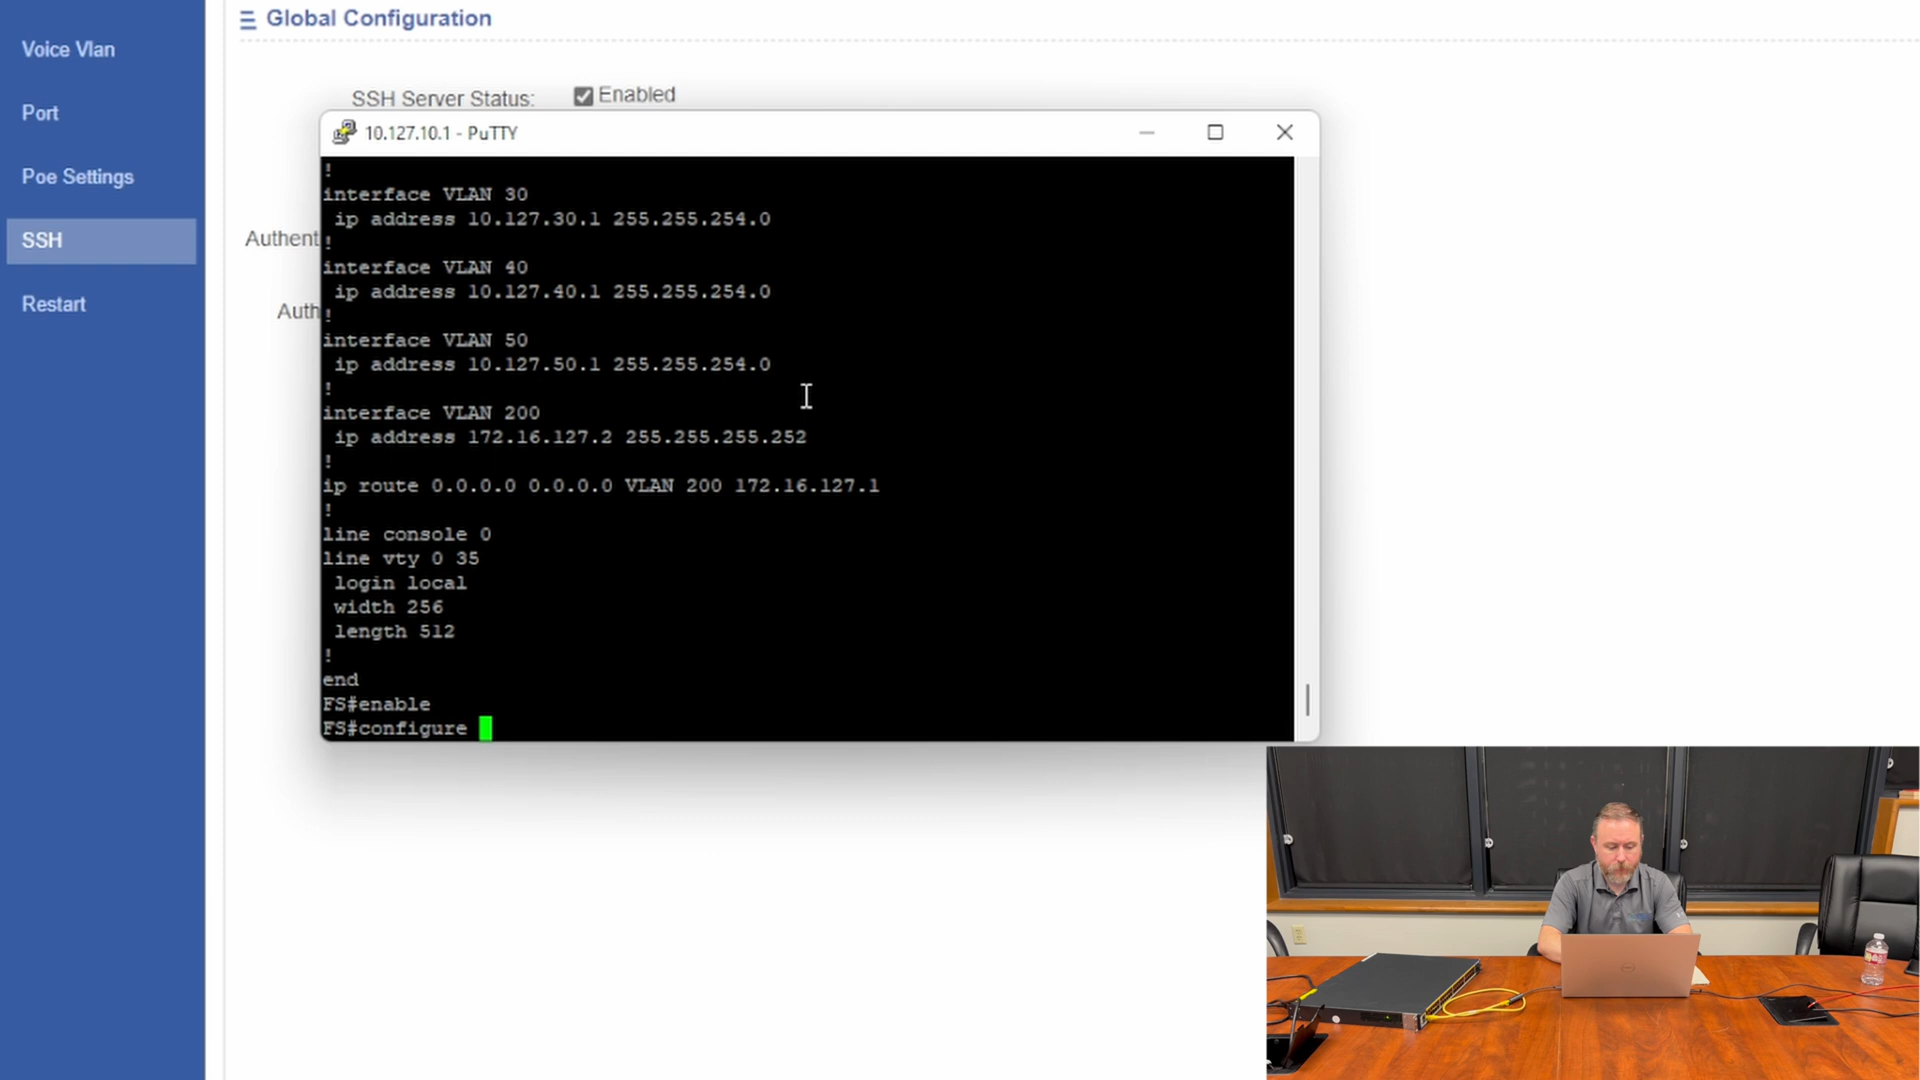 Voice Vlan
Port
Poe Settings
SSH
Restart
Global Configuration
SSH Server Status:
Enabled
Authent
Auth
10.127.10.1 - PuTTY
!
interface VLAN 30
ip address 10.127.30.1 255.255.254.0
!
interface VLAN 40
ip address 10.127.40.1 255.255.254.0
!
interface VLAN 50
ip address 10.127.50.1 255.255.254.0
!
interface VLAN 200
ip address 172.16.127.2 255.255.255.252
!
ip route 0.0.0.0 0.0.0.0 VLAN 200 172.16.127.1
!
line console 0
line vty 0 35
login local
width 256
length 512
!
end
FS#enable
FS#configure